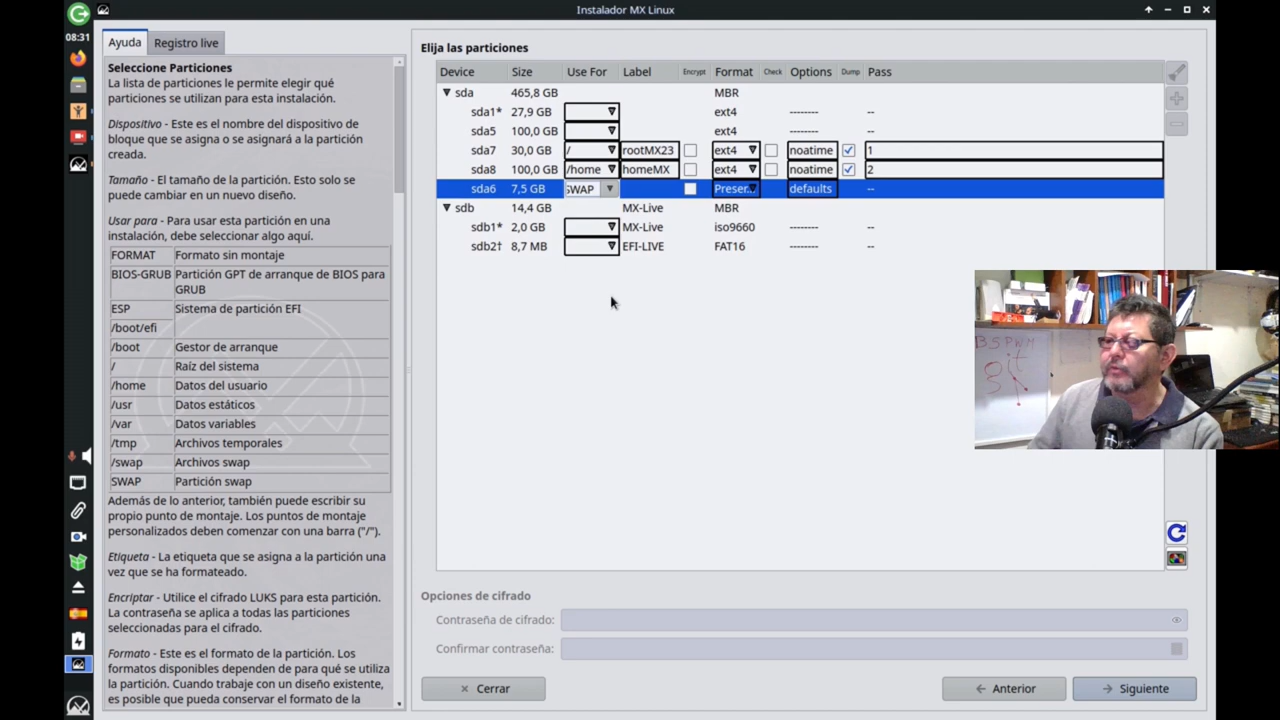 Instalador MX Linux
08:31
Ayuda
Registro live
Seleccione Particiones
La lista de particiones le permite elegir qué
particiones se utilizan para esta instalación.
Dispositivo - Este es el nombre del dispositivo de
bloque que se asigna o se asignará a la partición
creada.
Tamaño - El tamaño de la partición. Esto solo se
puede cambiar en un nuevo diseño.
Usar para - Para usar esta partición en una
instalación, debe seleccionar algo aquí.
FORMAT Formato sin montaje
BIOS-GRUB Partición GPT de arranque de BIOS para
GRUB
ESP Sistema de partición EFI
/boot/efi
/boot Gestor de arranque
/ Raíz del sistema
/home Datos del usuario
/usr Datos estáticos
/var Datos variables
/tmp Archivos temporales
/swap Archivos swap
SWAP Partición swap
Además de lo anterior, también puede escribir su
propio punto de montaje. Los puntos de montaje
personalizados deben comenzar con una barra ("/").
Etiqueta - La etiqueta que se asigna a la partición una
vez que se ha formateado.
Encriptar - Utilice el cifrado LUKS para esta partición.
La contraseña se aplica a todas las particiones
seleccionadas para el cifrado.
Formato - Este es el formato de la partición. Los
formatos disponibles dependen de para qué se utiliza
la partición. Cuando trabaje con un diseño existente,
es posible que pueda conservar el formato de la
Elija las particiones
Device Size Use For Label Encrypt Format Check Options Dump Pass
sda 465,8 GB MBR
sda1* 27,9 GB ext4 -------- --
sda5 100,0 GB ext4 -------- --
sda7 30,0 GB / rootMX23 ext4 noatime 1
sda8 100,0 GB /home homeMX ext4 noatime 2
sda6 7,5 GB SWAP Preser... defaults --
sdb 14,4 GB MX-Live MBR
sdb1* 2,0 GB MX-Live iso9660 -------- --
sdb2† 8,7 MB EFI-LIVE FAT16 -------- --
BSPWM
git
Opciones de cifrado
Contraseña de cifrado:
Confirmar contraseña:
Cerrar
Anterior
Siguiente